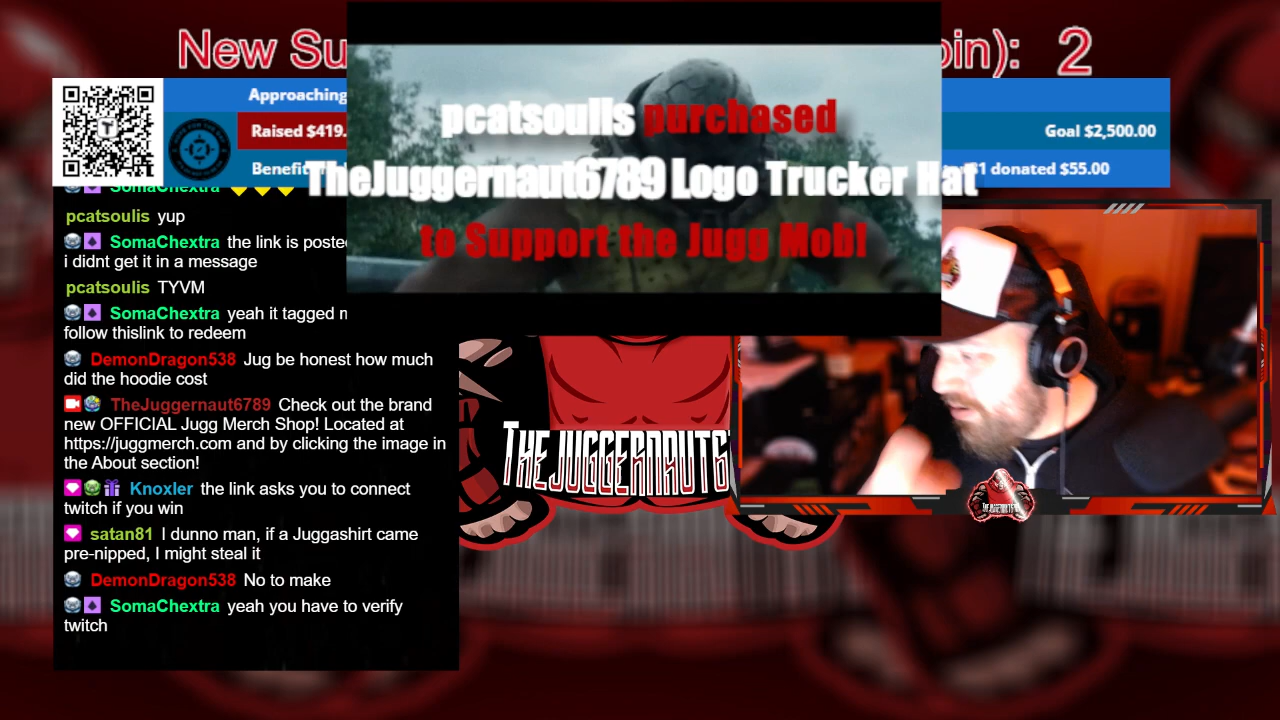 New Su
oin): 2
pcatsoulis purchased
TheJuggernaut6789 Logo Trucker Hat
to Support the Jugg Mob!
Approaching
Raised $419.
Goal $2,500.00
Benefit
81 donated $55.00
SomaChextra
pcatsoulis yup
SomaChextra the link is poste
i didnt get it in a message
pcatsoulis TYVM
SomaChextra yeah it tagged
follow thislink to redeem
DemonDragon538 Jug be honest how much
did the hoodie cost
TheJuggernaut6789 Check out the brand
new OFFICIAL Jugg Merch Shop! Located at
https://juggmerch.com and by clicking the image in
the About section!
Knoxler the link asks you to connect
twitch if you win
satan81 I dunno man, if a Juggashirt came
pre-nipped, I might steal it
DemonDragon538 No to make
SomaChextra yeah you have to verify
twitch
THEJUGGERNAUT6